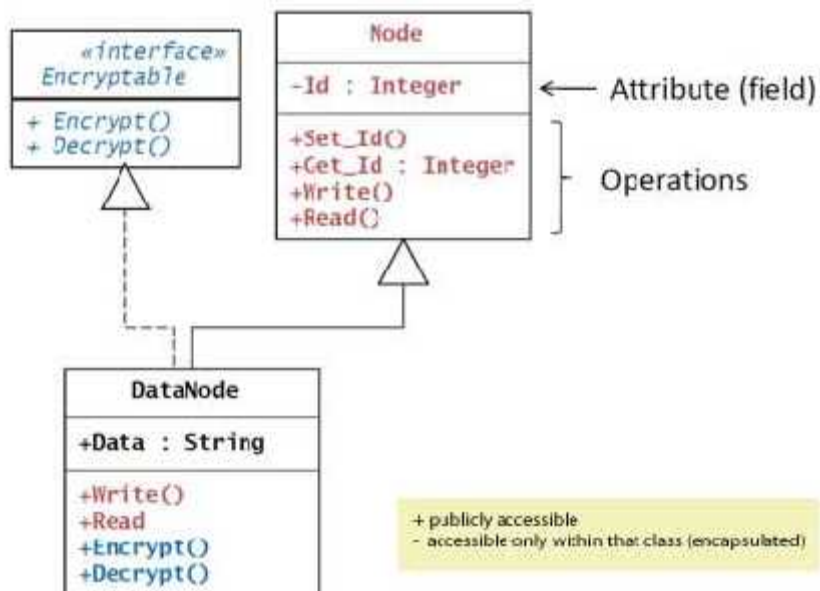 «interface»
Encryptable
+ Encrypt()
+ Decrypt()
Node
-Id : Integer
+Set_Id()
+Get_Id : Integer
+Write()
+Read()
Attribute (field)
Operations
DataNode
+Data : String
+Write()
+Read
+Encrypt()
+Decrypt()
+ publicly accessible
- accessible only within that class (encapsulated)